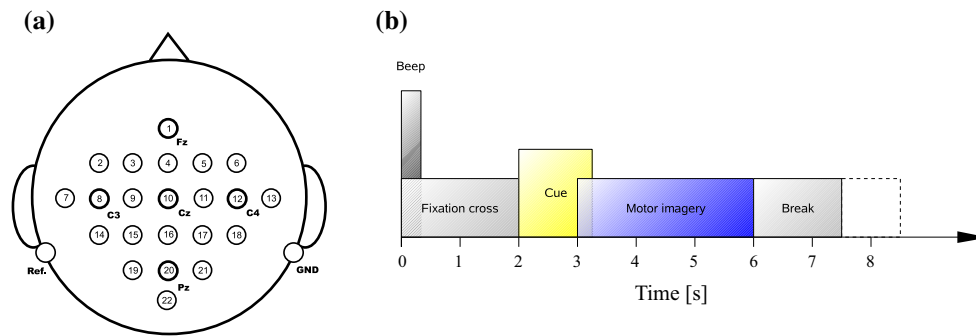 (a)
1
Fz
2 3 4 5 6
7 8 9 10 11 12 13
C3 Cz C4
14 15 16 17 18
Ref. GND
19 20 21
Pz
22
(b)
Beep
Fixation cross Cue Motor imagery Break
0 1 2 3 4 5 6 7 8
Time [s]